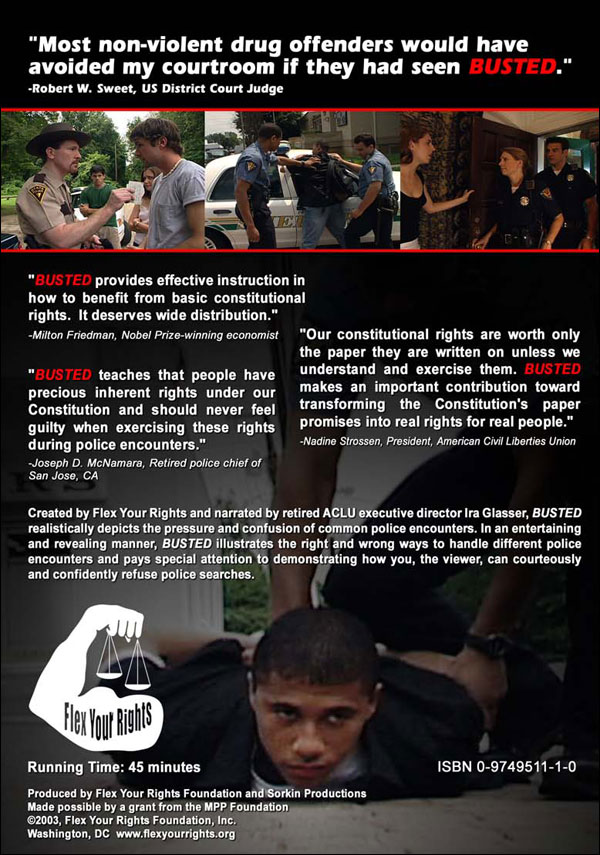 "Most non-violent drug offenders would have
avoided my courtroom if they had seen BUSTED."
-Robert W. Sweet, US District Court Judge
"BUSTED provides effective instruction in
how to benefit from basic constitutional
rights.  It deserves wide distribution."
-Milton Friedman, Nobel Prize-winning economist
"BUSTED teaches that people have
precious inherent rights under our
Constitution and should never feel
guilty when exercising these rights
during police encounters."
-Joseph D. McNamara, Retired police chief of
San Jose, CA
"Our constitutional rights are worth only
the paper they are written on unless we
understand and exercise them. BUSTED
makes an important contribution toward
transforming the Constitution's paper
promises into real rights for real people."
-Nadine Strossen, President, American Civil Liberties Union
Created by Flex Your Rights and narrated by retired ACLU executive director Ira Glasser, BUSTED
realistically depicts the pressure and confusion of common police encounters. In an entertaining
and revealing manner, BUSTED illustrates the right and wrong ways to handle different police
encounters and pays special attention to demonstrating how you, the viewer, can courteously
and confidently refuse police searches.
Flex Your Rights
Running Time: 45 minutes
ISBN 0-9749511-1-0
Produced by Flex Your Rights Foundation and Sorkin Productions
Made possible by a grant from the MPP Foundation
©2003, Flex Your Rights Foundation, Inc.
Washington, DC  www.flexyourrights.org